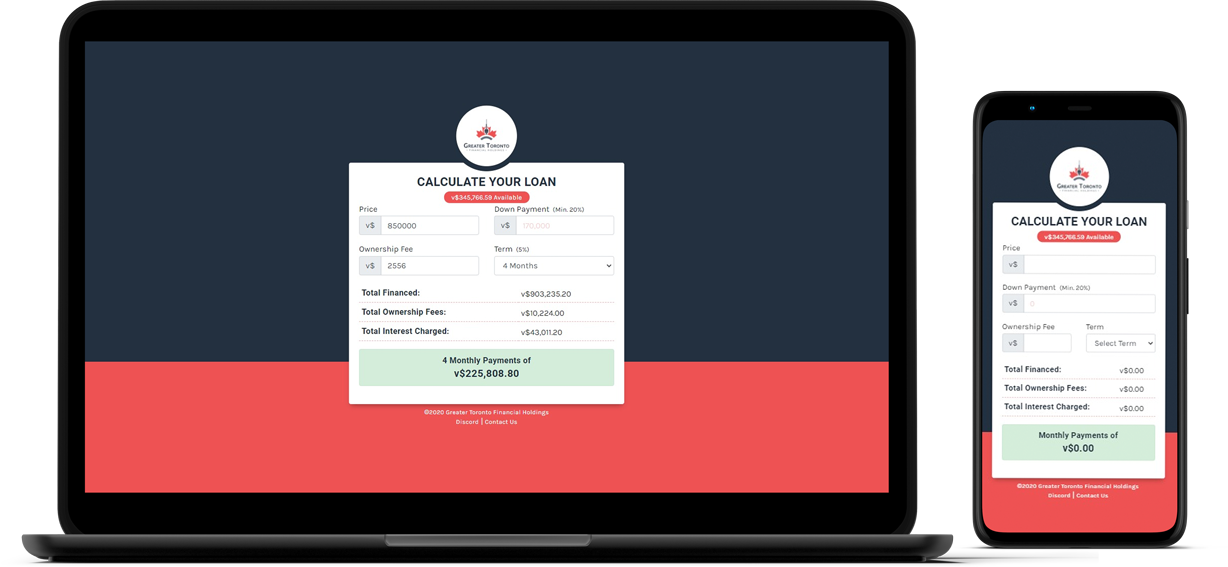 GREATER TORONTO
FINANCIAL HOLDINGS
CALCULATE YOUR LOAN
v$345,766.59 Available
Price
Down Payment (Min. 20%)
v$ 850000
v$ 170,000
Ownership Fee
Term (5%)
v$ 2556
4 Months
Total Financed: v$903,235.20
Total Ownership Fees: v$10,224.00
Total Interest Charged: v$43,011.20
4 Monthly Payments of
v$225,808.80
©2020 Greater Toronto Financial Holdings
Discord | Contact Us
GREATER TORONTO
CALCULATE YOUR LOAN
v$345,766.59 Available
Price
v$
Down Payment (Min. 20%)
v$ 0
Ownership Fee
Term
v$
Select Term
Total Financed: v$0.00
Total Ownership Fees: v$0.00
Total Interest Charged: v$0.00
Monthly Payments of
v$0.00
©2020 Greater Toronto Financial Holdings
Discord | Contact Us